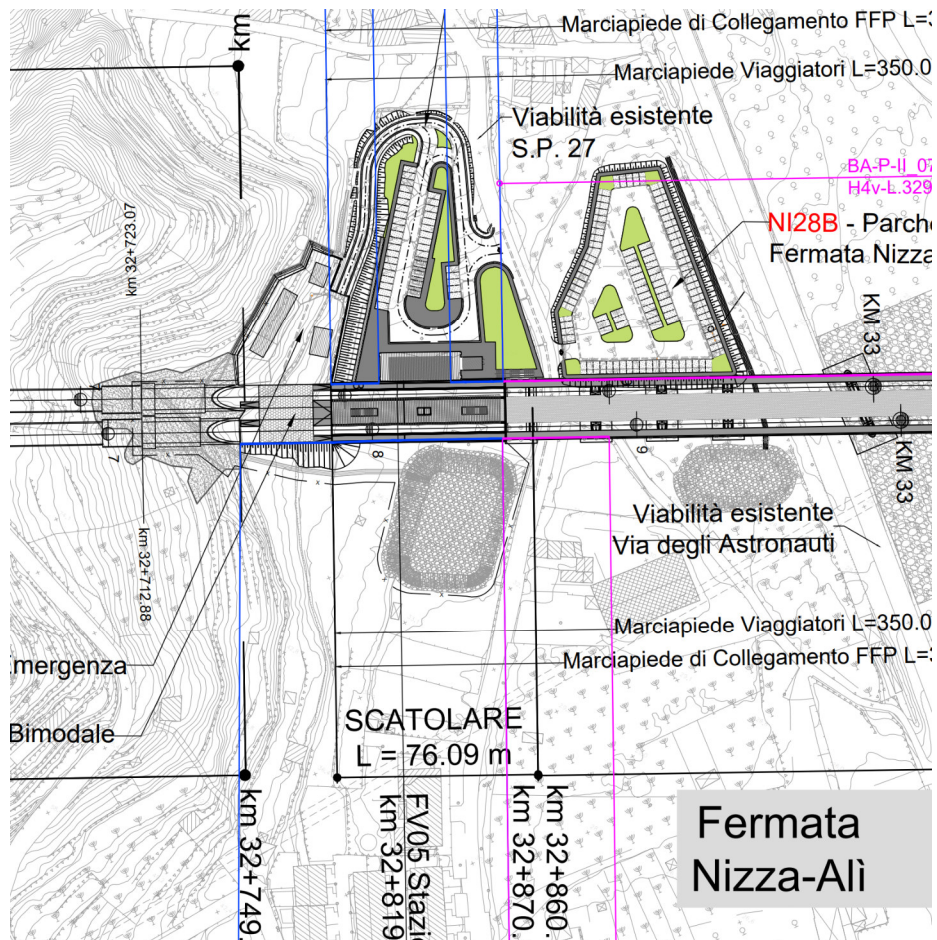 Marciapiede di Collegamento FFP L=3
km
Marciapiede Viaggiatori L=350.0
Viabilità esistente
S.P. 27
BA-P-II_07
H4v-L.329
NI28B - Parche
Fermata Nizza
km 32+723.07
KM 33
KM 33
7
8
9
Viabilità esistente
Via degli Astronauti
km 32+712.88
Marciapiede Viaggiatori L=350.0
Marciapiede di Collegamento FFP L=3
mergenza
Bimodale
SCATOLARE
L = 76.09 m
km 32+749.
FV05 Stazi
km 32+819
km 32+860.
km 32+870.
Fermata
Nizza-Alì